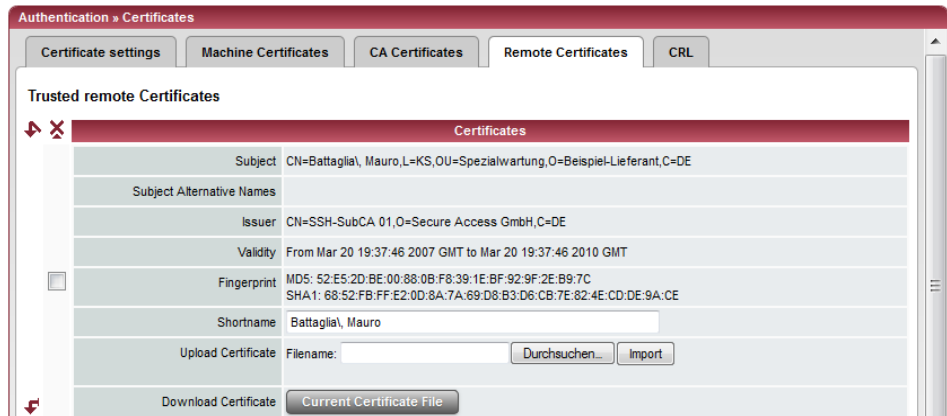 Authentication » Certificates
Certificate settings Machine Certificates CA Certificates Remote Certificates CRL
Trusted remote Certificates
Certificates
Subject CN=Battaglia\, Mauro,L=KS,OU=Spezialwartung,O=Beispiel-Lieferant,C=DE
Subject Alternative Names
Issuer CN=SSH-SubCA 01,O=Secure Access GmbH,C=DE
Validity From Mar 20 19:37:46 2007 GMT to Mar 20 19:37:46 2010 GMT
Fingerprint MD5: 52:E5:2D:BE:00:88:0B:F8:39:1E:BF:92:9F:2E:B9:7C
SHA1: 68:52:FB:FF:E2:0D:8A:7A:69:D8:B3:D6:CB:7E:82:4E:CD:DE:9A:CE
Shortname Battaglia\, Mauro
Upload Certificate Filename: Durchsuchen... Import
Download Certificate Current Certificate File